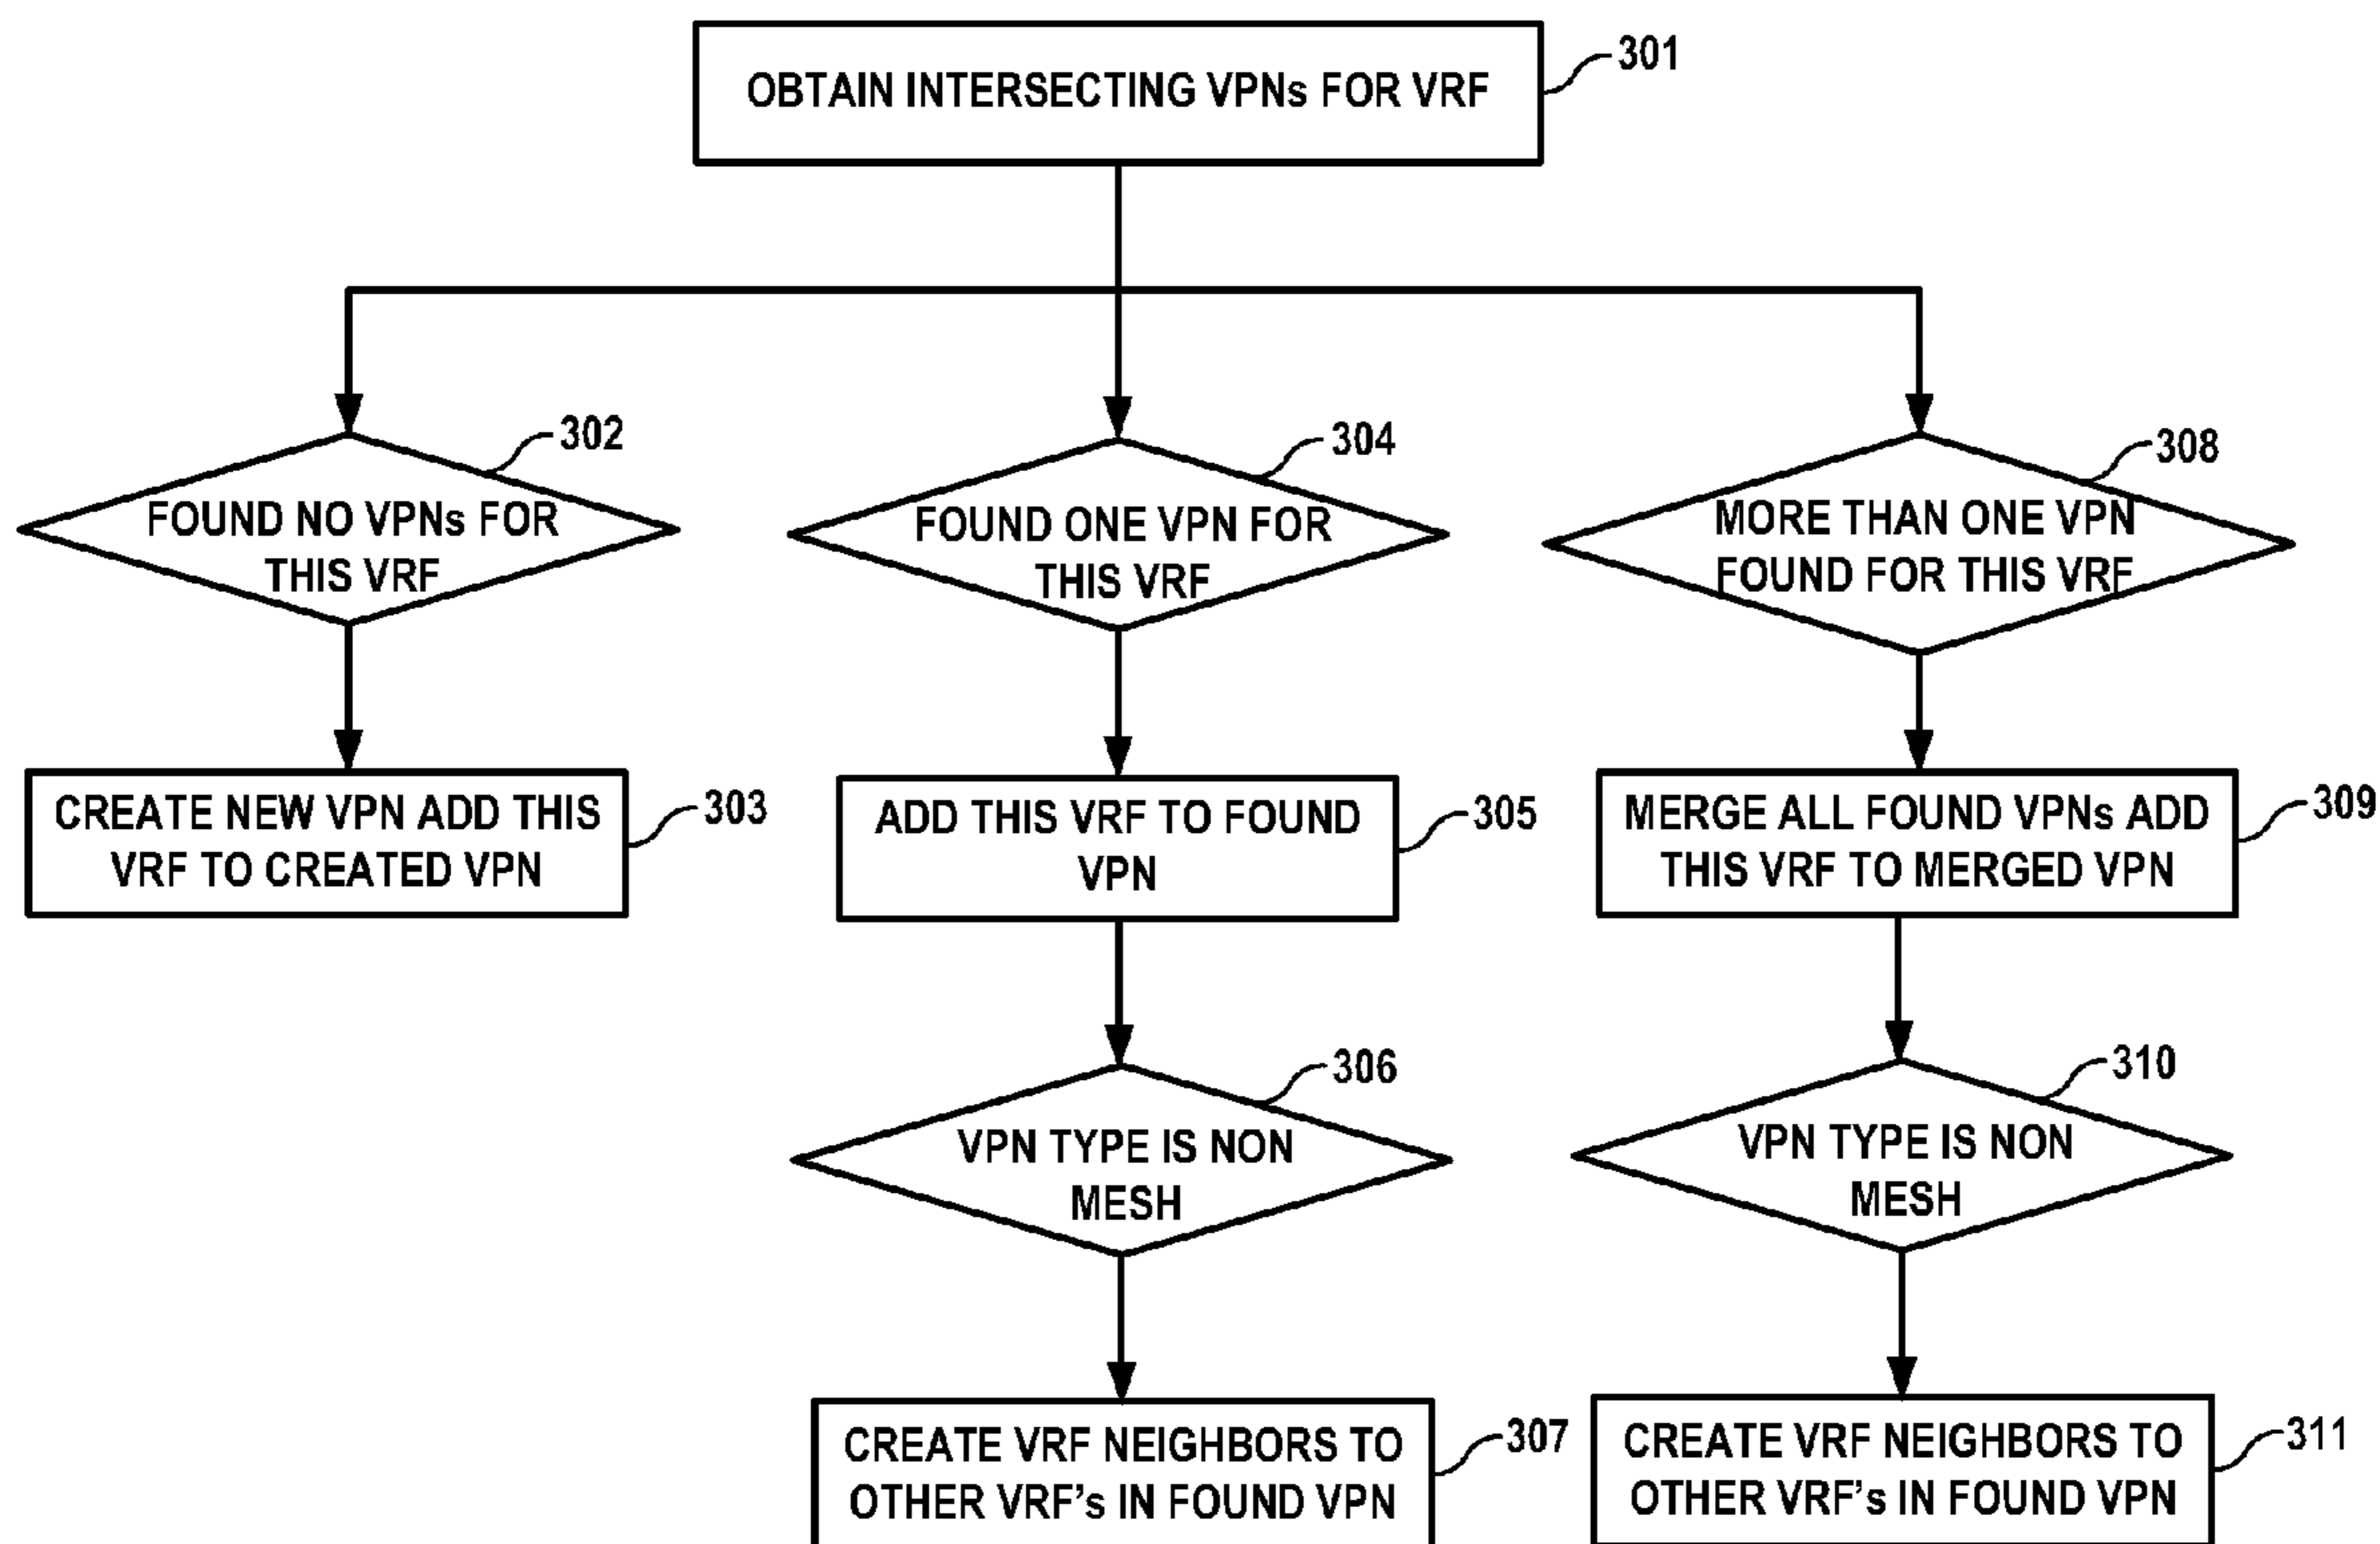 OBTAIN INTERSECTING VPNs FOR VRF
301
302
FOUND NO VPNs FOR
THIS VRF
304
FOUND ONE VPN FOR
THIS VRF
308
MORE THAN ONE VPN
FOUND FOR THIS VRF
CREATE NEW VPN ADD THIS
VRF TO CREATED VPN
303
ADD THIS VRF TO FOUND
VPN
305
MERGE ALL FOUND VPNs ADD
THIS VRF TO MERGED VPN
309
306
VPN TYPE IS NON
MESH
310
VPN TYPE IS NON
MESH
CREATE VRF NEIGHBORS TO
OTHER VRF's IN FOUND VPN
307
CREATE VRF NEIGHBORS TO
OTHER VRF's IN FOUND VPN
311